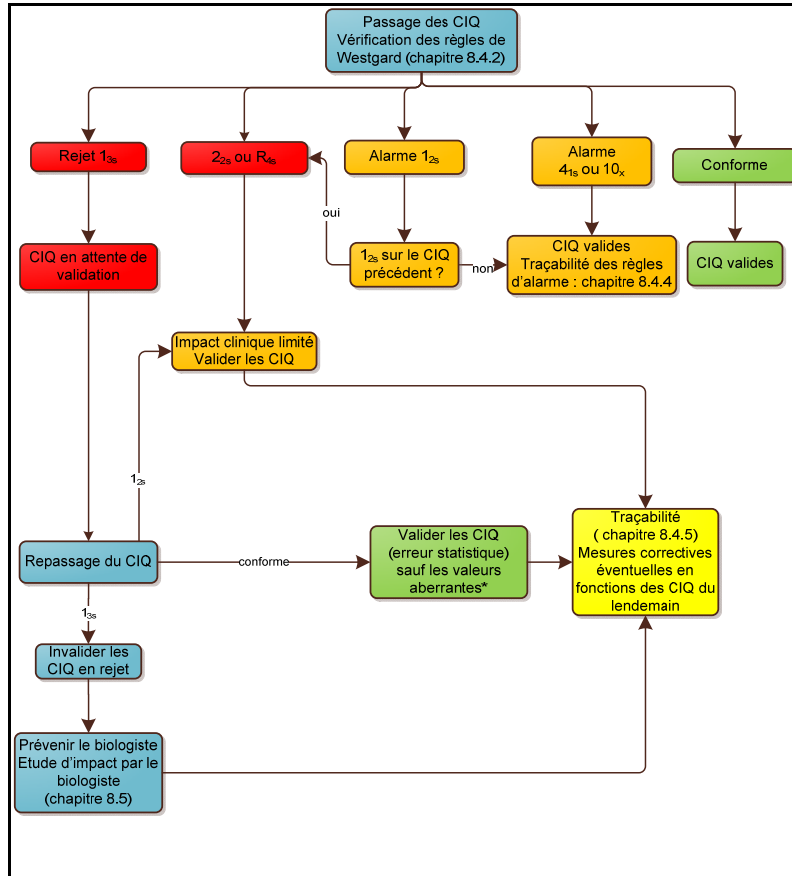 Passage des CIQ
Vérification des règles de
Westgard (chapitre 8.4.2)
Rejet 1₃ₛ
2₂ₛ ou R₄ₛ
Alarme 1₂ₛ
Alarme
4₁ₛ ou 10ₓ
Conforme
oui
CIQ en attente de
validation
1₂ₛ sur le CIQ
précédent ?
non
CIQ valides
Traçabilité des règles
d'alarme : chapitre 8.4.4
CIQ valides
Impact clinique limité
Valider les CIQ
1₂ₛ
Repassage du CIQ
conforme
Valider les CIQ
(erreur statistique)
sauf les valeurs
aberrantes*
Traçabilité
( chapitre 8.4.5)
Mesures correctives
éventuelles en
fonctions des CIQ du
lendemain
1₃ₛ
Invalider les
CIQ en rejet
Prévenir le biologiste
Etude d'impact par le
biologiste
(chapitre 8.5)